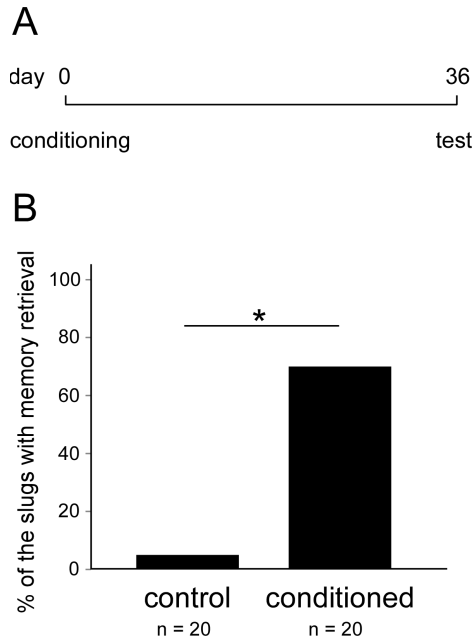 A
day 0 36
conditioning test
B
% of the slugs with memory retrieval
100
80
60
40
20
0
*
control conditioned
n = 20 n = 20